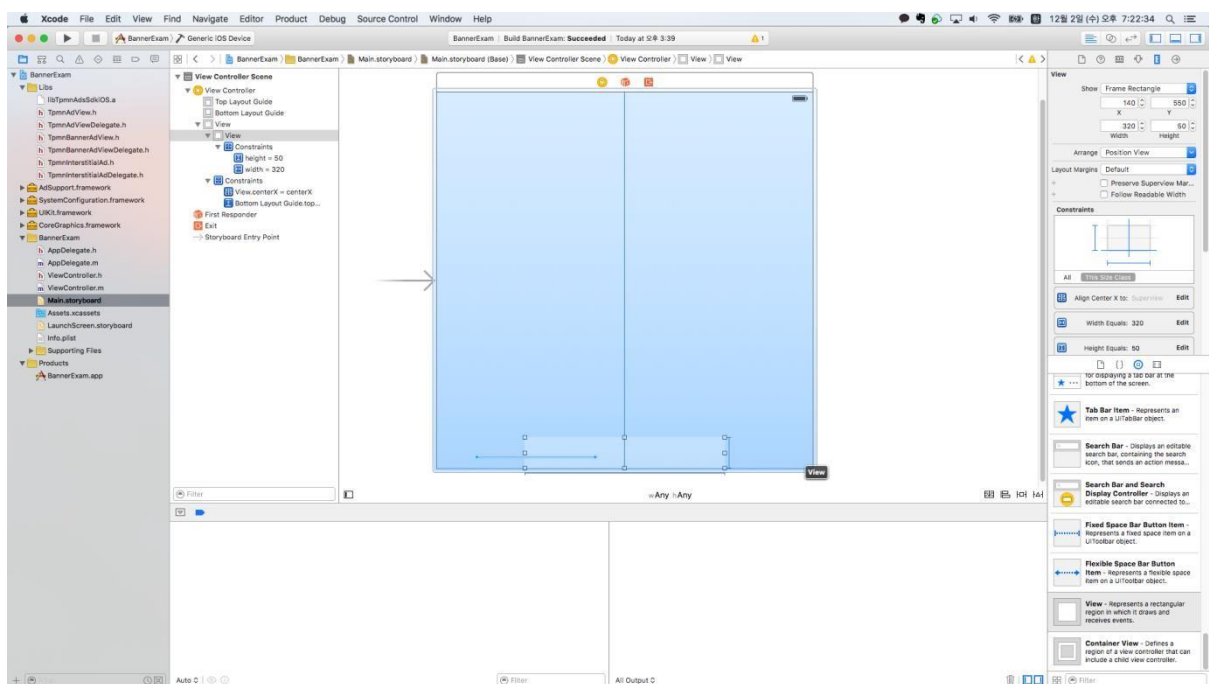 Xcode File Edit View Find Navigate Editor Product Debug Source Control Window Help
12월 2일 (수) 오후 7:22:34
BannerExam Generic iOS Device
BannerExam | Build BannerExam: Succeeded | Today at 오후 3:39
1
BannerExam BannerExam Main.storyboard Main.storyboard (Base) View Controller Scene View Controller View View
BannerExam
Libs
libTpmnAdxSdkiOS.a
TpmnAdView.h
TpmnAdViewDelegate.h
TpmnBannerAdView.h
TpmnBannerAdViewDelegate.h
TpmnInterstitialAd.h
TpmnInterstitialAdDelegate.h
AdSupport.framework
SystemConfiguration.framework
UIKit.framework
CoreGraphics.framework
BannerExam
AppDelegate.h
AppDelegate.m
ViewController.h
ViewController.m
Main.storyboard
Assets.xcassets
LaunchScreen.storyboard
Info.plist
Supporting Files
Products
BannerExam.app
View Controller Scene
View Controller
Top Layout Guide
Bottom Layout Guide
View
View
Constraints
height = 50
width = 320
Constraints
View.centerX = centerX
Bottom Layout Guide.top...
First Responder
Exit
Storyboard Entry Point
Filter
View
wAny hAny
Auto
Filter
All Output
View
Show Frame Rectangle
140 550
X Y
320 50
Width Height
Arrange Position View
Layout Margins Default
Preserve Superview Mar...
Follow Readable Width
Constraints
All This Size Class
Align Center X to: Superview Edit
Width Equals: 320 Edit
Height Equals: 50 Edit
for displaying a tab bar at the
bottom of the screen.
Tab Bar Item - Represents an
item on a UITabBar object.
Search Bar - Displays an editable
search bar, containing the search
icon, that sends an action messa...
Search Bar and Search
Display Controller - Displays an
editable search bar connected to...
Fixed Space Bar Button Item -
Represents a fixed space item on a
UIToolbar object.
Flexible Space Bar Button
Item - Represents a flexible space
item on a UIToolbar object.
View - Represents a rectangular
region in which it draws and
receives events.
Container View - Defines a
region of a view controller that can
include a child view controller.
Filter